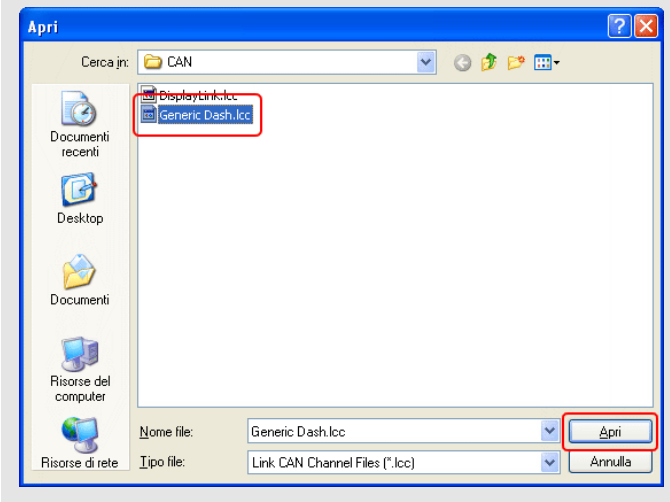 Apri
Cerca in: CAN
DisplayLink.lcc
Generic Dash.lcc
Documenti recenti
Desktop
Documenti
Risorse del computer
Risorse di rete
Nome file: Generic Dash.lcc Apri
Tipo file: Link CAN Channel Files (*.lcc) Annulla